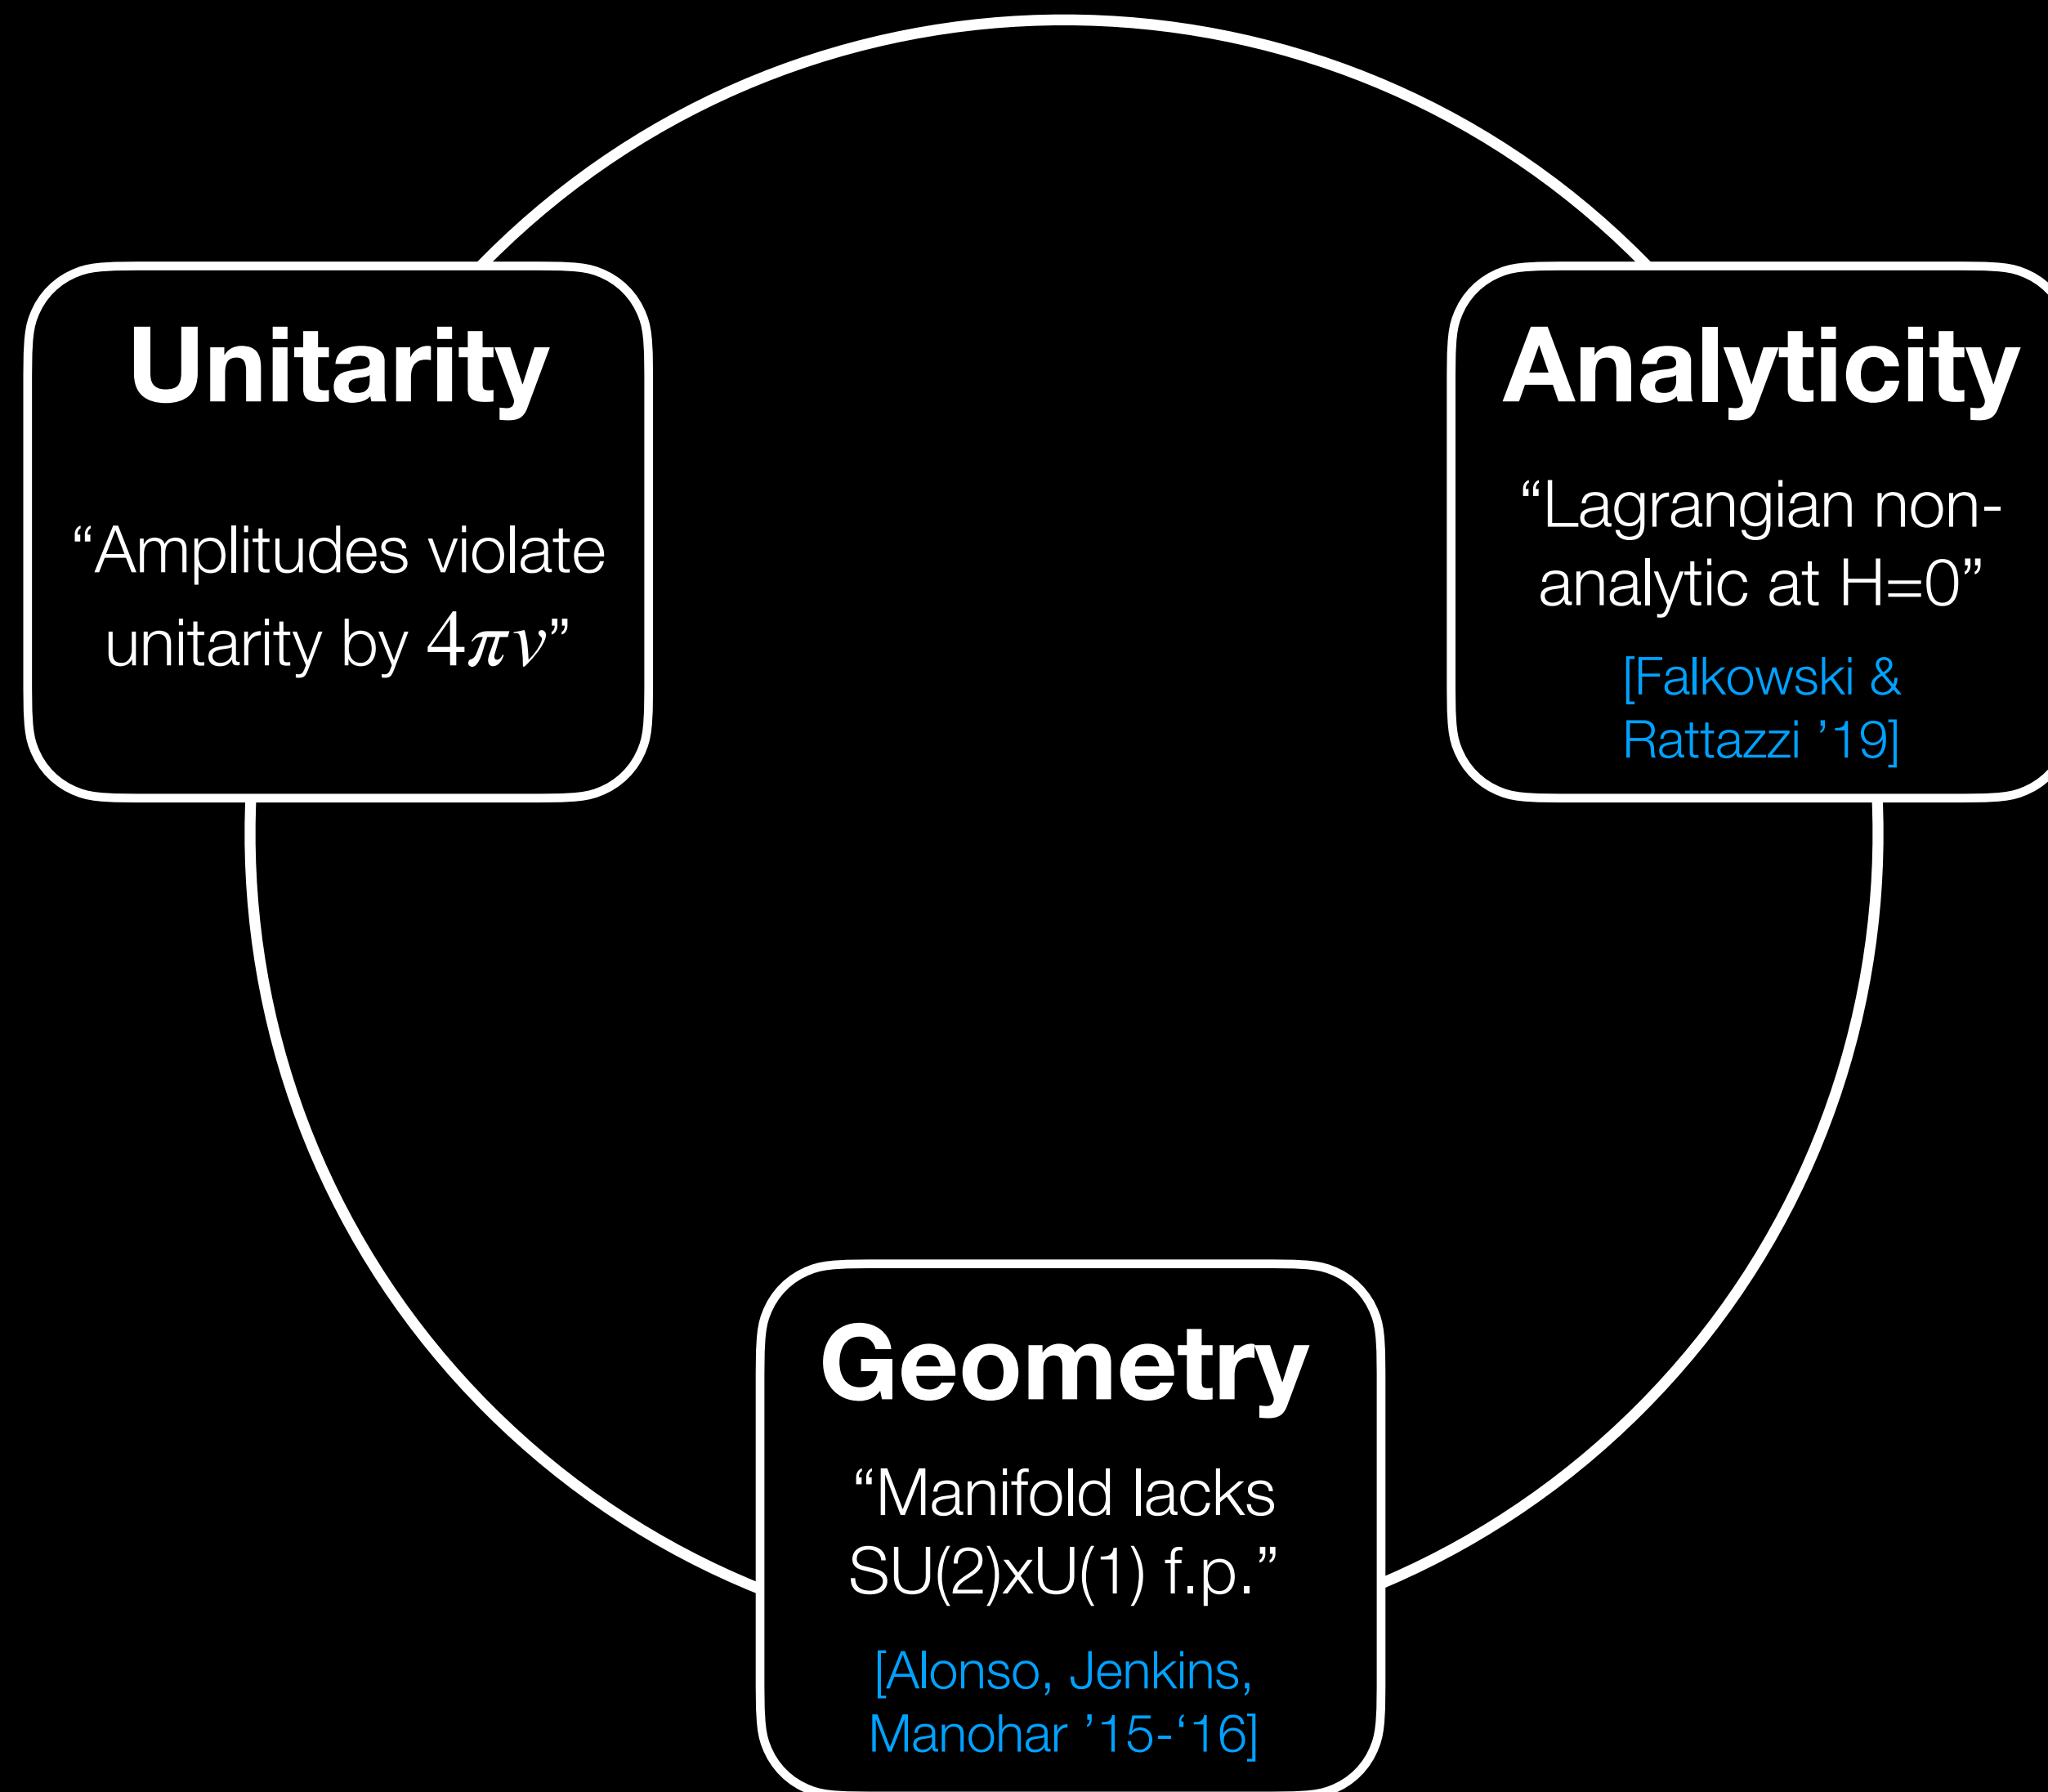 Unitarity
“Amplitudes violate
unitarity by 4πv”
Analyticity
“Lagrangian non-
analytic at H=0”
[Falkowski &
Rattazzi ’19]
Geometry
“Manifold lacks
SU(2)xU(1) f.p.”
[Alonso, Jenkins,
Manohar ’15-‘16]